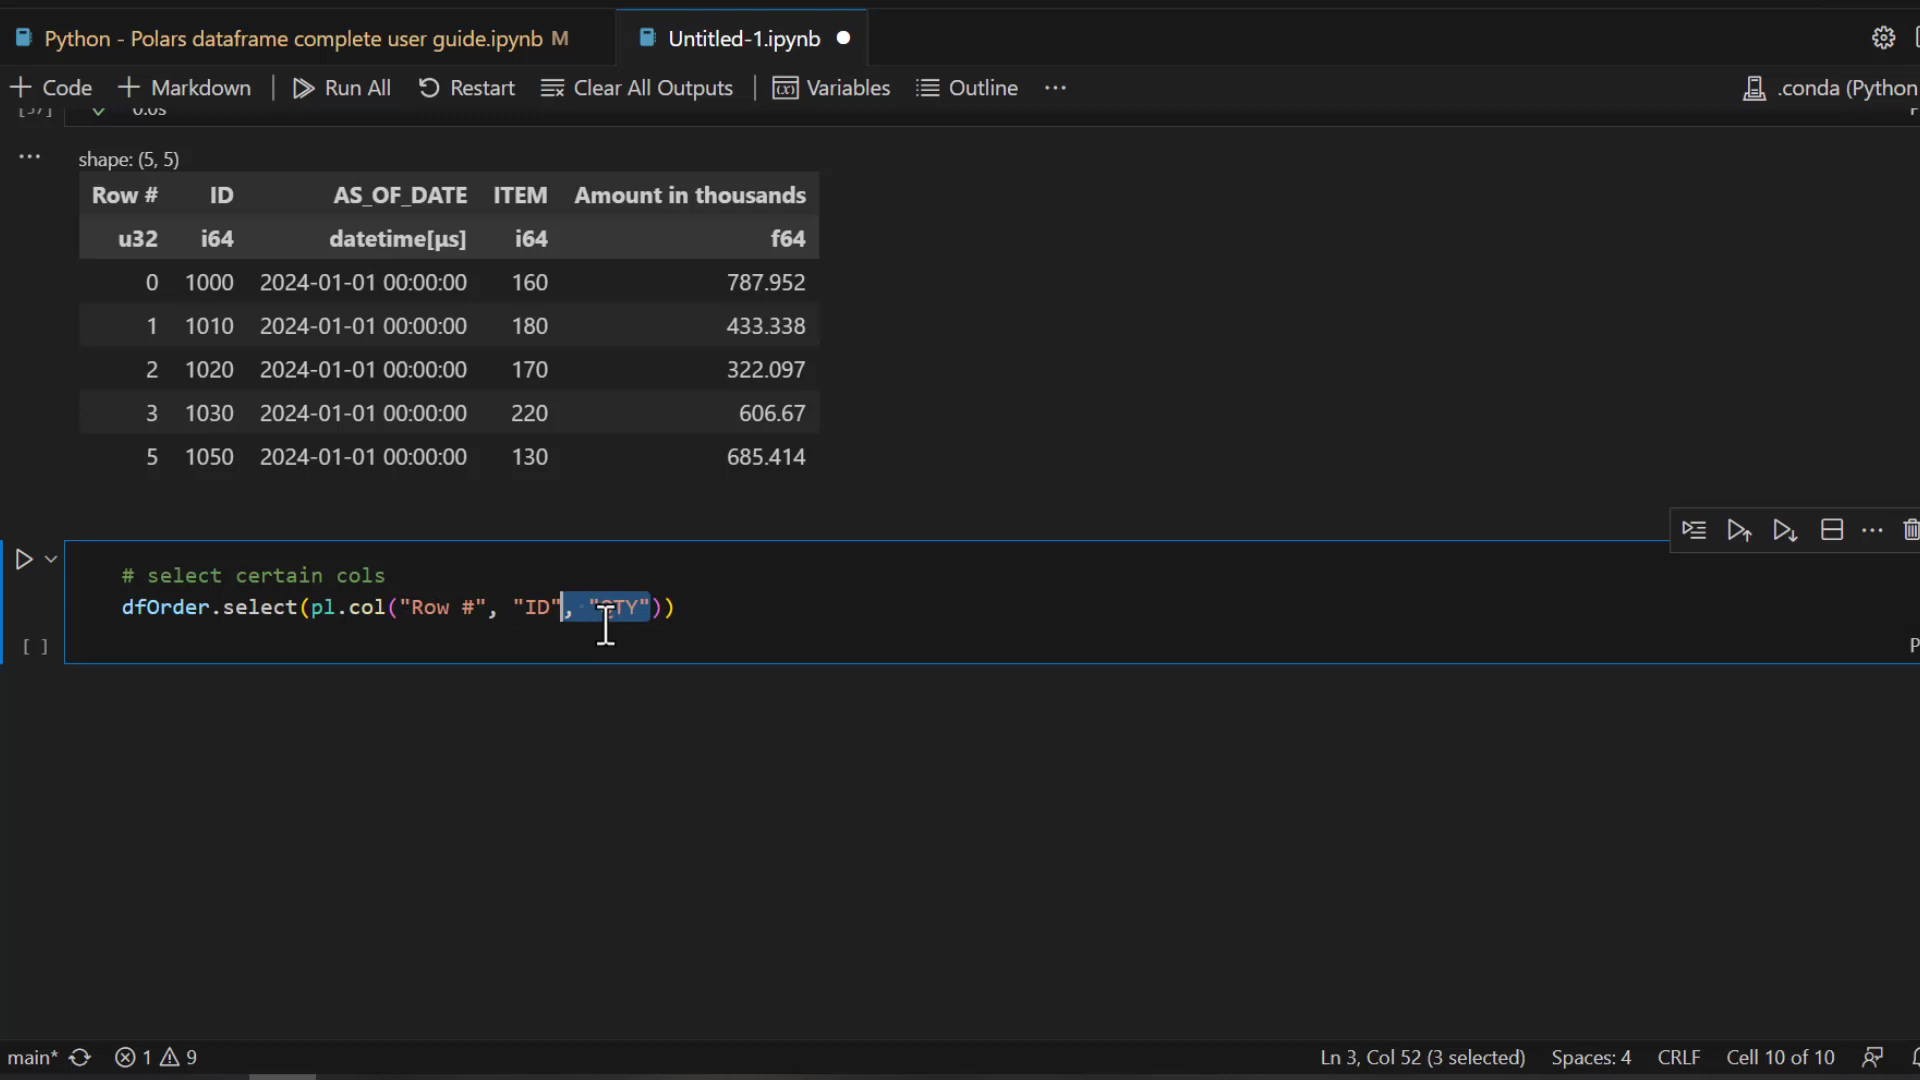 Python - Polars dataframe complete user guide.ipynb M
Untitled-1.ipynb
Code Markdown Run All Restart Clear All Outputs Variables Outline ...
.conda (Python
0.0s
shape: (5, 5)
Row # ID AS_OF_DATE ITEM Amount in thousands
u32 i64 datetime[μs] i64 f64
0 1000 2024-01-01 00:00:00 160 787.952
1 1010 2024-01-01 00:00:00 180 433.338
2 1020 2024-01-01 00:00:00 170 322.097
3 1030 2024-01-01 00:00:00 220 606.67
5 1050 2024-01-01 00:00:00 130 685.414
# select certain cols
dfOrder.select(pl.col("Row #", "ID", "QTY"))
[ ]
main* 1 9
Ln 3, Col 52 (3 selected) Spaces: 4 CRLF Cell 10 of 10